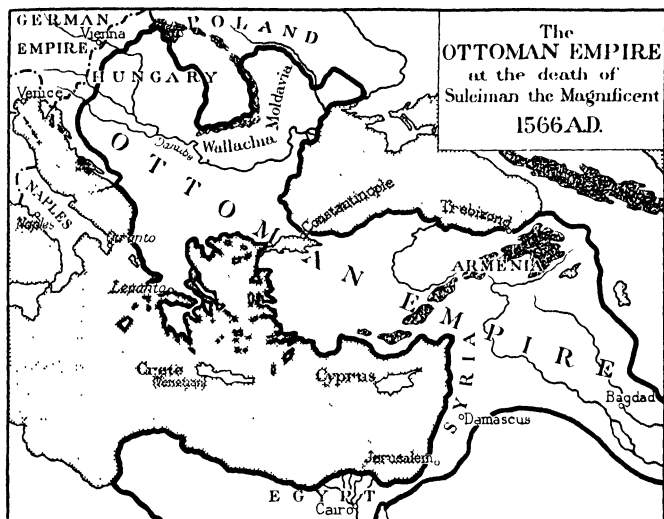 The
OTTOMAN EMPIRE
at the death of
Suleiman the Magnificent
1566 A.D.
GERMAN
EMPIRE
Vienna
POLAND
HUNGARY
Venice
Moldavia
Wallachia
Danube
OTTOMAN EMPIRE
NAPLES
Naples
Taranto
Constantinople
Trebizond
ARMENIA
Lepanto
Crete
(Venetian)
Cyprus
SYRIA
Bagdad
Damascus
Jerusalem
EGYPT
Cairo